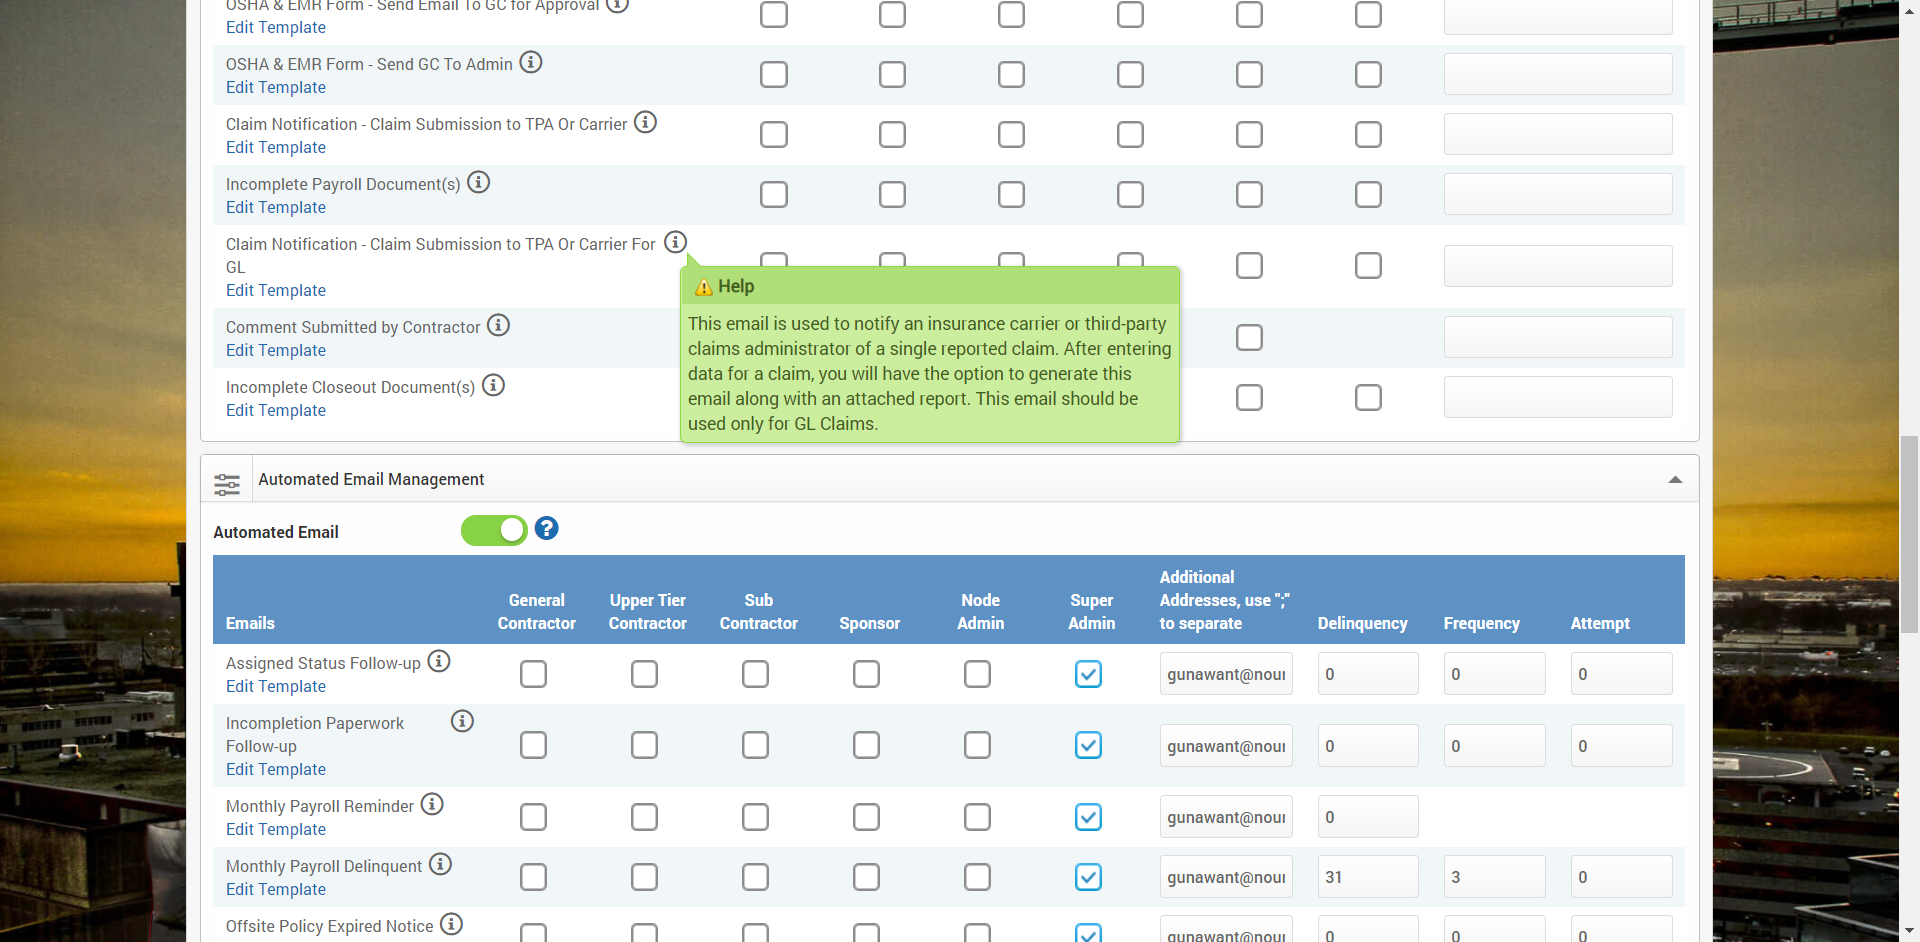 OSHA & EMR Form - Send Email To GC for Approval
Edit Template
OSHA & EMR Form - Send GC To Admin
Edit Template
Claim Notification - Claim Submission to TPA Or Carrier
Edit Template
Incomplete Payroll Document(s)
Edit Template
Claim Notification - Claim Submission to TPA Or Carrier For
GL
Edit Template
Comment Submitted by Contractor
Edit Template
Incomplete Closeout Document(s)
Edit Template
Help
This email is used to notify an insurance carrier or third-party
claims administrator of a single reported claim. After entering
data for a claim, you will have the option to generate this
email along with an attached report. This email should be
used only for GL Claims.
Automated Email Management
Automated Email
Emails
General
Contractor
Upper Tier
Contractor
Sub
Contractor
Sponsor
Node
Admin
Super
Admin
Additional
Addresses, use ";"
to separate
Delinquency
Frequency
Attempt
Assigned Status Follow-up
Edit Template
gunawant@nour 0 0 0
Incompletion Paperwork
Follow-up
Edit Template
gunawant@nour 0 0 0
Monthly Payroll Reminder
Edit Template
gunawant@nour 0
Monthly Payroll Delinquent
Edit Template
gunawant@nour 31 3 0
Offsite Policy Expired Notice
gunawant@nour 0 0 0